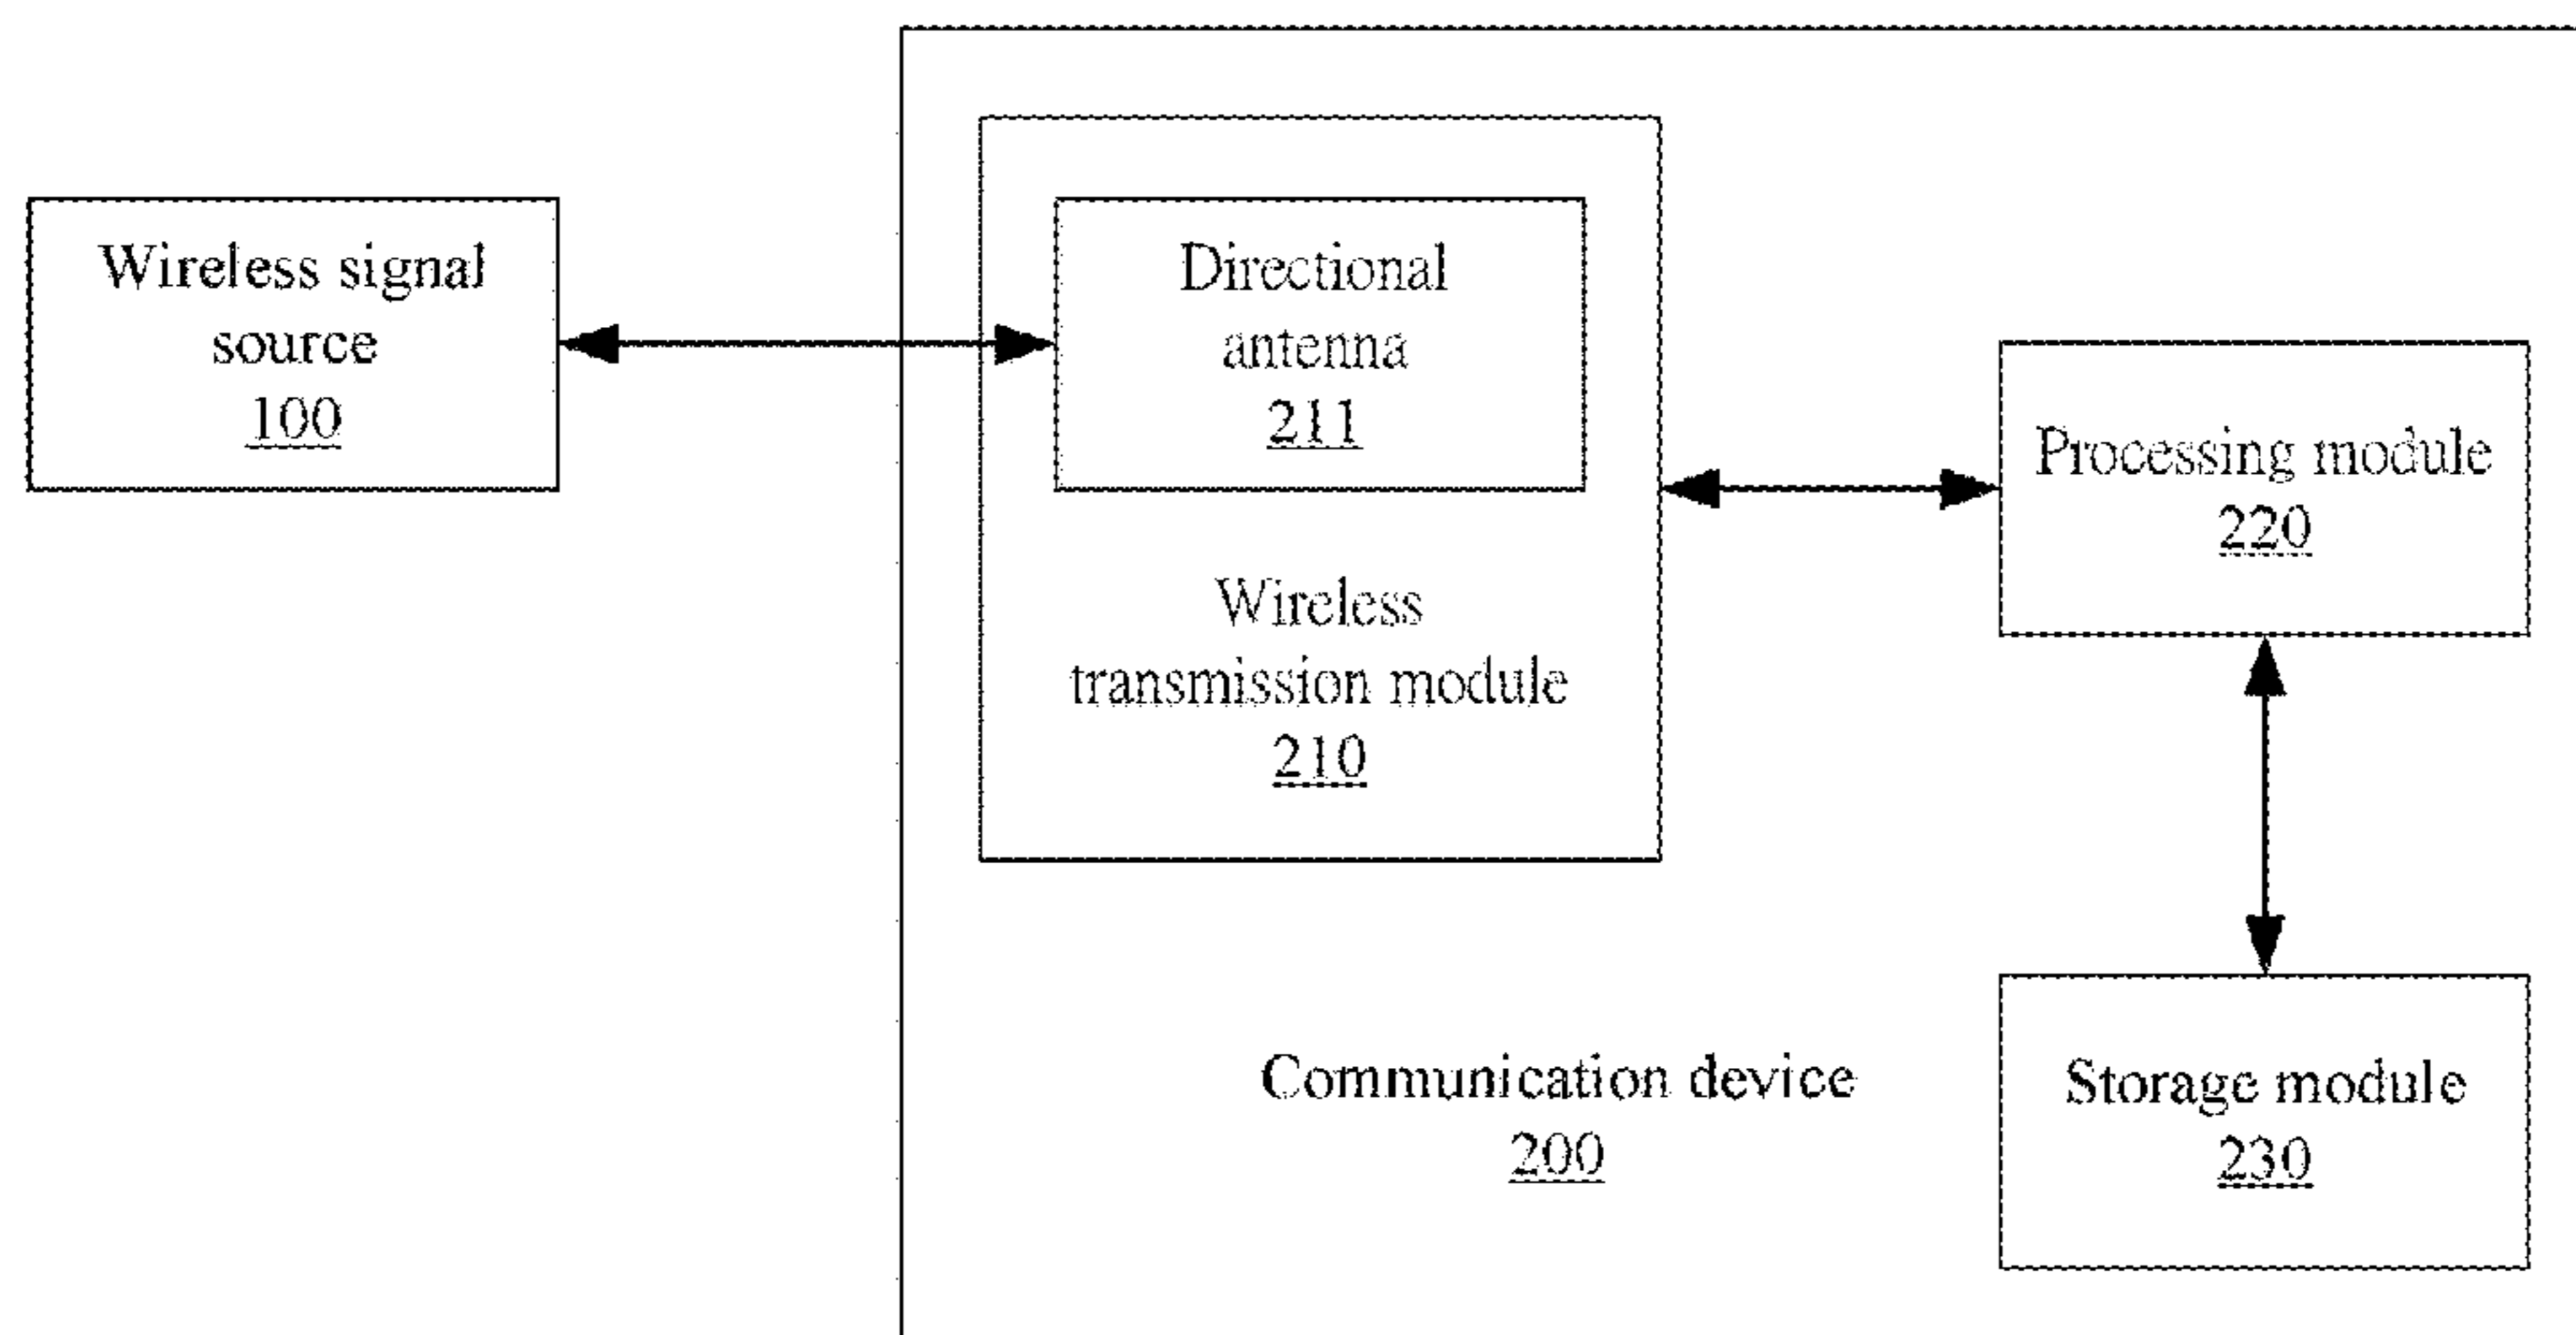 Wireless signal
source
100
Directional
antenna
211
Wireless
transmission module
210
Processing module
220
Communication device
200
Storage module
230